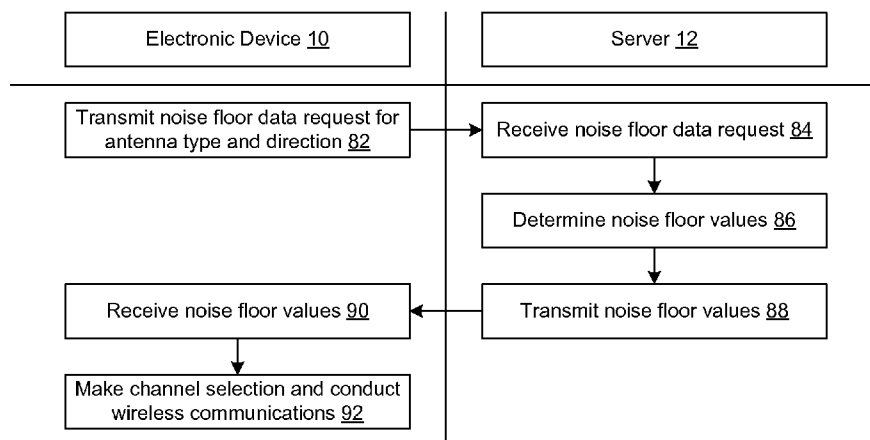 Electronic Device 10
Server 12
Transmit noise floor data request for
antenna type and direction 82
Receive noise floor data request 84
Determine noise floor values 86
Transmit noise floor values 88
Receive noise floor values 90
Make channel selection and conduct
wireless communications 92